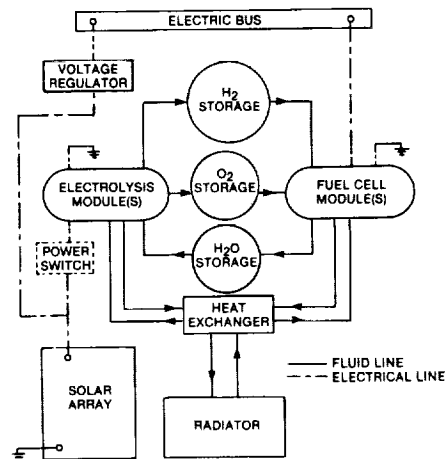 ELECTRIC BUS
VOLTAGE
REGULATOR
H2
STORAGE
ELECTROLYSIS
MODULE(S)
O2
STORAGE
FUEL CELL
MODULE(S)
POWER
SWITCH
H2O
STORAGE
HEAT
EXCHANGER
SOLAR
ARRAY
RADIATOR
FLUID LINE
ELECTRICAL LINE